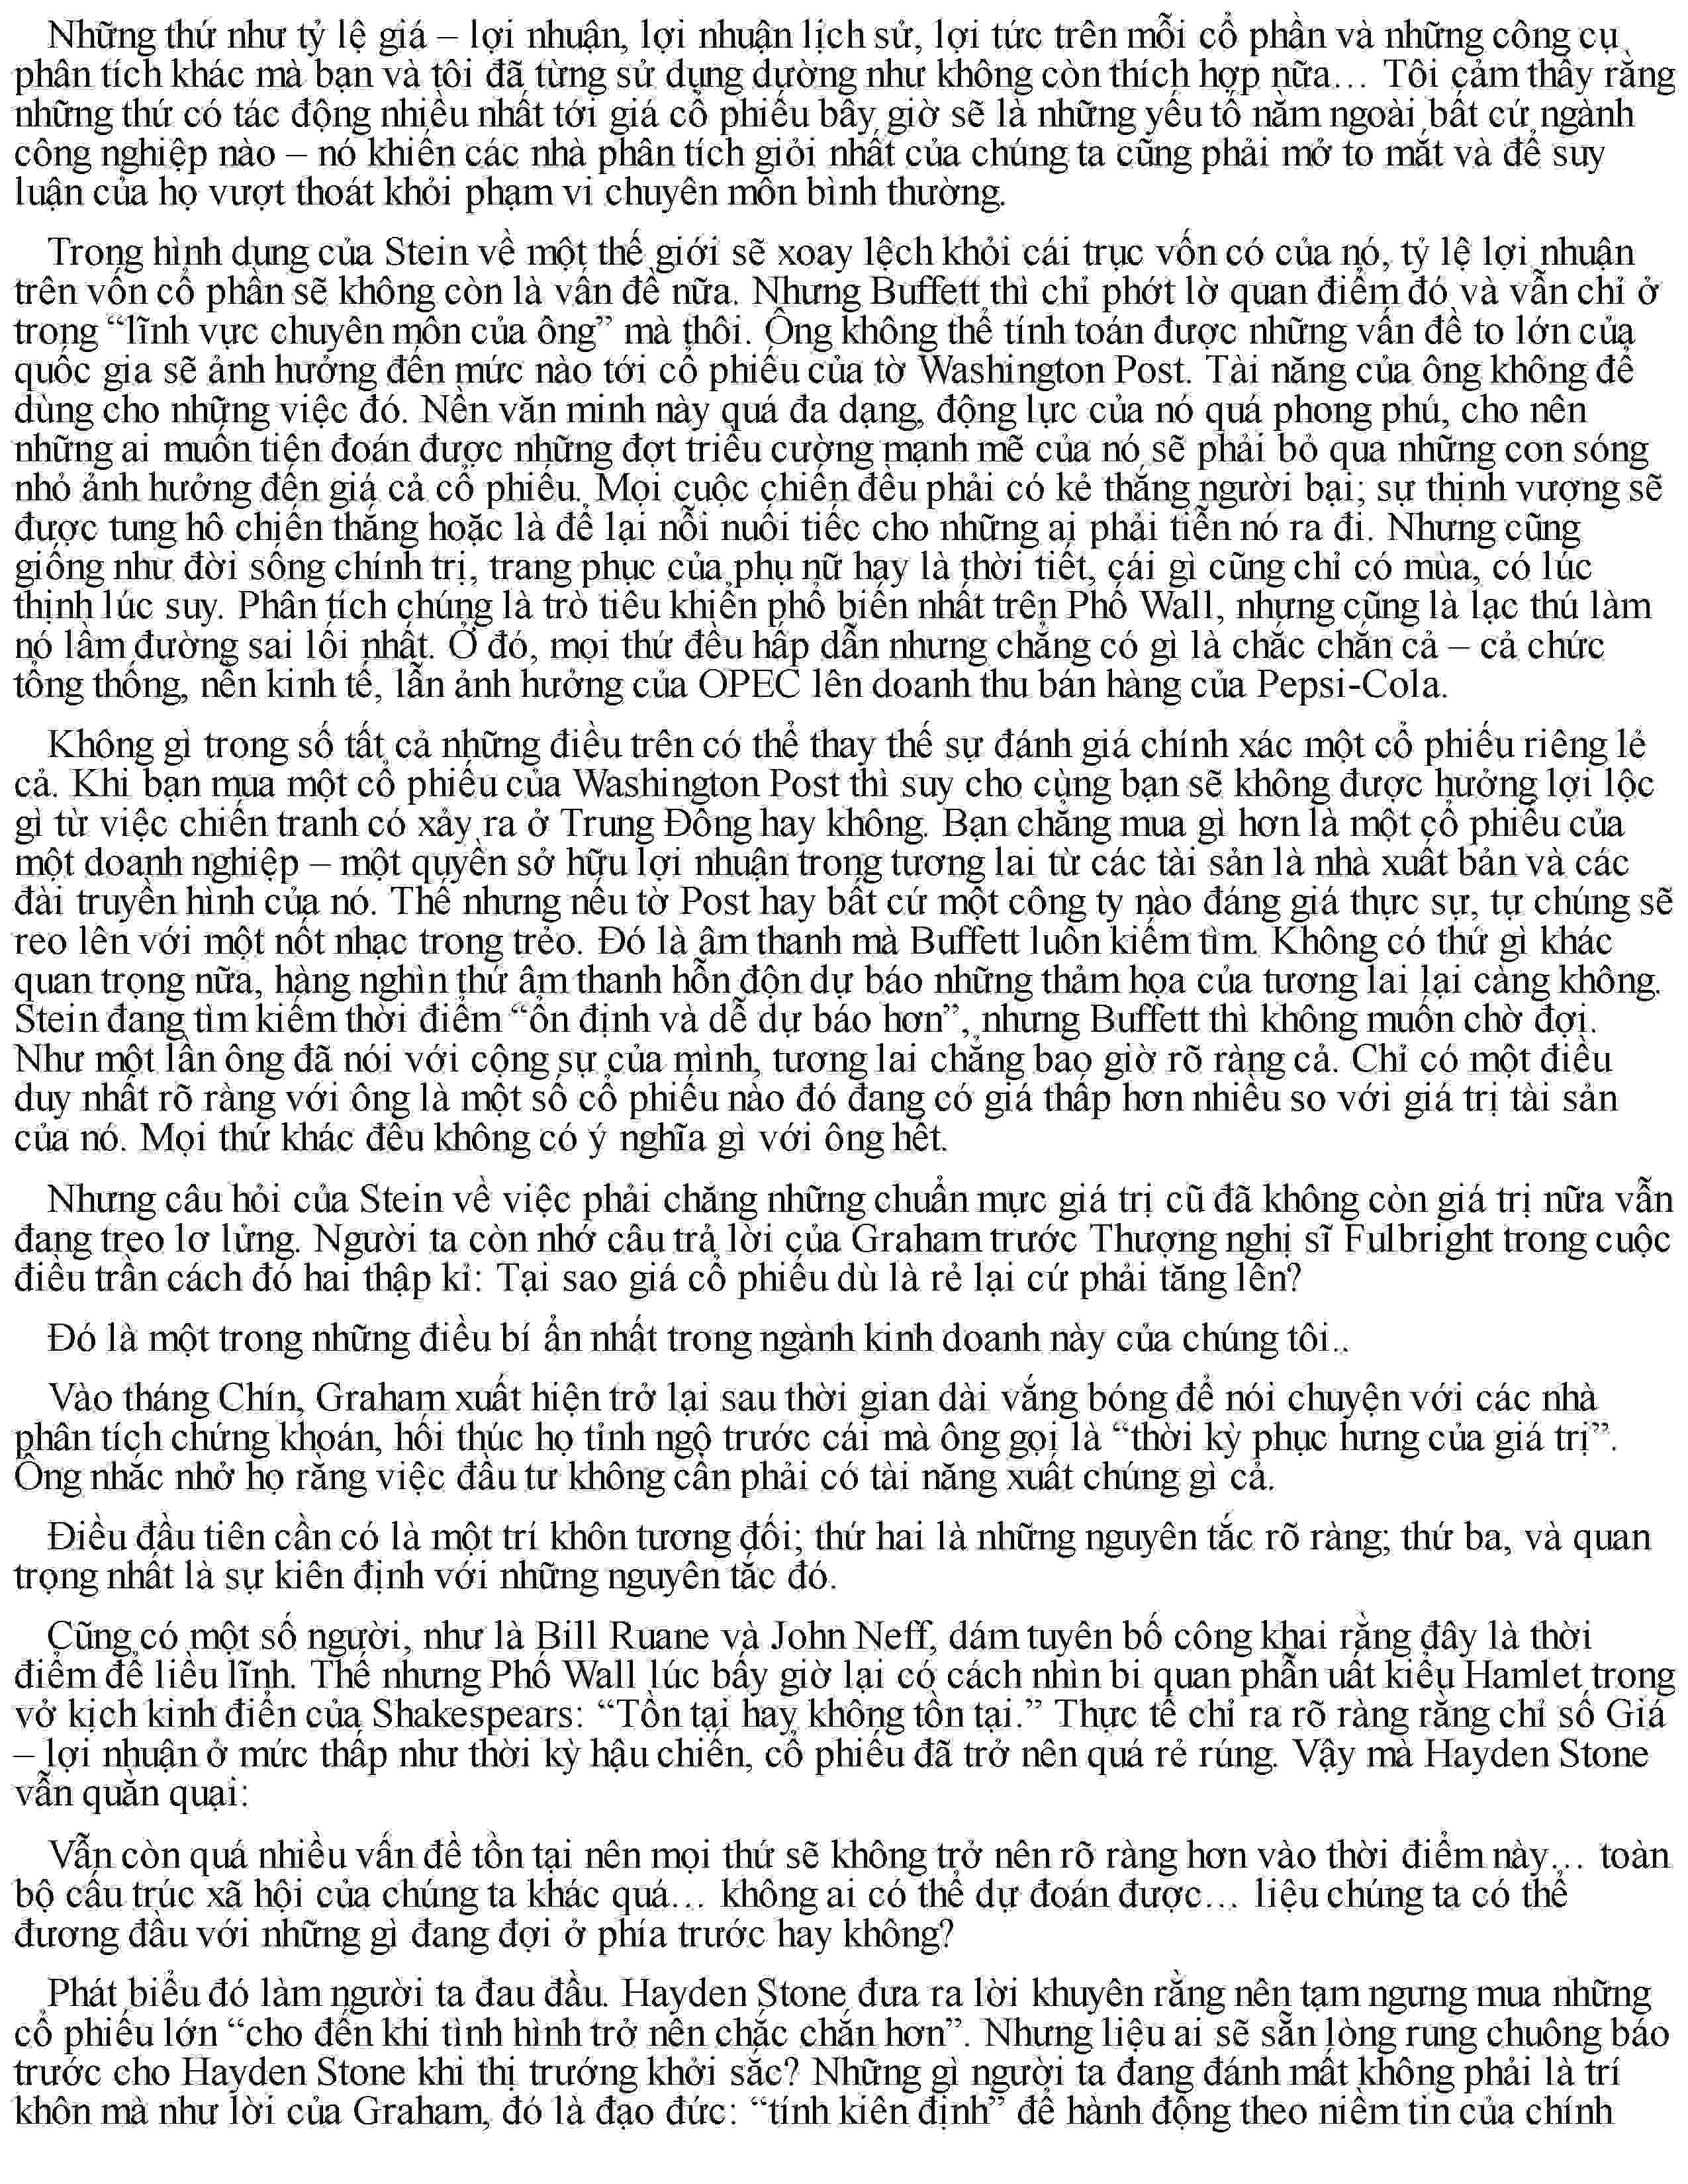 Những thứ như tỷ lệ giá – lợi nhuận, lợi nhuận lịch sử, lợi tức trên mỗi cổ phần và những công cụ
phân tích khác mà bạn và tôi đã từng sử dụng dường như không còn thích hợp nữa… Tôi cảm thấy rằng
những thứ có tác động nhiều nhất tới giá cổ phiếu bây giờ sẽ là những yếu tố nằm ngoài bất cứ ngành
công nghiệp nào – nó khiến các nhà phân tích giỏi nhất của chúng ta cũng phải mở to mắt và để suy
luận của họ vượt thoát khỏi phạm vi chuyên môn bình thường.
Trong hình dung của Stein về một thế giới sẽ xoay lệch khỏi cái trục vốn có của nó, tỷ lệ lợi nhuận
trên vốn cổ phần sẽ không còn là vấn đề nữa. Nhưng Buffett thì chỉ phớt lờ quan điểm đó và vẫn chỉ ở
trong “lĩnh vực chuyên môn của ông” mà thôi. Ông không thể tính toán được những vấn đề to lớn của
quốc gia sẽ ảnh hưởng đến mức nào tới cổ phiếu của tờ Washington Post. Tài năng của ông không để
dùng cho những việc đó. Nền văn minh này quá đa dạng, động lực của nó quá phong phú, cho nên
những ai muốn tiên đoán được những đợt triều cường mạnh mẽ của nó sẽ phải bỏ qua những con sóng
nhỏ ảnh hưởng đến giá cả cổ phiếu. Mọi cuộc chiến đều phải có kẻ thắng người bại; sự thịnh vượng sẽ
được tung hô chiến thắng hoặc là để lại nỗi nuối tiếc cho những ai phải tiễn nó ra đi. Nhưng cũng
giống như đời sống chính trị, trang phục của phụ nữ hay là thời tiết, cái gì cũng chỉ có mùa, có lúc
thịnh lúc suy. Phân tích chúng là trò tiêu khiển phổ biến nhất trên Phố Wall, nhưng cũng là lạc thú làm
nó lầm đường sai lối nhất. Ở đó, mọi thứ đều hấp dẫn nhưng chẳng có gì là chắc chắn cả – cả chức
tổng thống, nền kinh tế, lẫn ảnh hưởng của OPEC lên doanh thu bán hàng của Pepsi-Cola.
Không gì trong số tất cả những điều trên có thể thay thế sự đánh giá chính xác một cổ phiếu riêng lẻ
cả. Khi bạn mua một cổ phiếu của Washington Post thì suy cho cùng bạn sẽ không được hưởng lợi lộc
gì từ việc chiến tranh có xảy ra ở Trung Đông hay không. Bạn chẳng mua gì hơn là một cổ phiếu của
một doanh nghiệp – một quyền sở hữu lợi nhuận trong tương lai từ các tài sản là nhà xuất bản và các
đài truyền hình của nó. Thế nhưng nếu tờ Post hay bất cứ một công ty nào đáng giá thực sự, tự chúng sẽ
reo lên với một nốt nhạc trong trẻo. Đó là âm thanh mà Buffett luôn kiếm tìm. Không có thứ gì khác
quan trọng nữa, hàng nghìn thứ âm thanh hỗn độn dự báo những thảm họa của tương lai lại càng không.
Stein đang tìm kiếm thời điểm “ổn định và dễ dự báo hơn”, nhưng Buffett thì không muốn chờ đợi.
Như một lần ông đã nói với cộng sự của mình, tương lai chẳng bao giờ rõ ràng cả. Chỉ có một điều
duy nhất rõ ràng với ông là một số cổ phiếu nào đó đang có giá thấp hơn nhiều so với giá trị tài sản
của nó. Mọi thứ khác đều không có ý nghĩa gì với ông hết.
Nhưng câu hỏi của Stein về việc phải chăng những chuẩn mực giá trị cũ đã không còn giá trị nữa vẫn
đang treo lơ lửng. Người ta còn nhớ câu trả lời của Graham trước Thượng nghị sĩ Fulbright trong cuộc
điều trần cách đó hai thập kỉ: Tại sao giá cổ phiếu dù là rẻ lại cứ phải tăng lên?
Đó là một trong những điều bí ẩn nhất trong ngành kinh doanh này của chúng tôi..
Vào tháng Chín, Graham xuất hiện trở lại sau thời gian dài vắng bóng để nói chuyện với các nhà
phân tích chứng khoán, hối thúc họ tỉnh ngộ trước cái mà ông gọi là “thời kỳ phục hưng của giá trị”.
Ông nhắc nhở họ rằng việc đầu tư không cần phải có tài năng xuất chúng gì cả.
Điều đầu tiên cần có là một trí khôn tương đối; thứ hai là những nguyên tắc rõ ràng; thứ ba, và quan
trọng nhất là sự kiên định với những nguyên tắc đó.
Cũng có một số người, như là Bill Ruane và John Neff, dám tuyên bố công khai rằng đây là thời
điểm để liều lĩnh. Thế nhưng Phố Wall lúc bấy giờ lại có cách nhìn bi quan phẫn uất kiểu Hamlet trong
vở kịch kinh điển của Shakespears: “Tồn tại hay không tồn tại.” Thực tế chỉ ra rõ ràng rằng chỉ số Giá
– lợi nhuận ở mức thấp như thời kỳ hậu chiến, cổ phiếu đã trở nên quá rẻ rúng. Vậy mà Hayden Stone
vẫn quằn quại:
Vẫn còn quá nhiều vấn đề tồn tại nên mọi thứ sẽ không trở nên rõ ràng hơn vào thời điểm này… toàn
bộ cấu trúc xã hội của chúng ta khác quá… không ai có thể dự đoán được… liệu chúng ta có thể
đương đầu với những gì đang đợi ở phía trước hay không?
Phát biểu đó làm người ta đau đầu. Hayden Stone đưa ra lời khuyên rằng nên tạm ngưng mua những
cổ phiếu lớn “cho đến khi tình hình trở nên chắc chắn hơn”. Nhưng liệu ai sẽ sẵn lòng rung chuông báo
trước cho Hayden Stone khi thị trướng khởi sắc? Những gì người ta đang đánh mất không phải là trí
khôn mà như lời của Graham, đó là đạo đức: “tính kiên định” để hành động theo niềm tin của chính